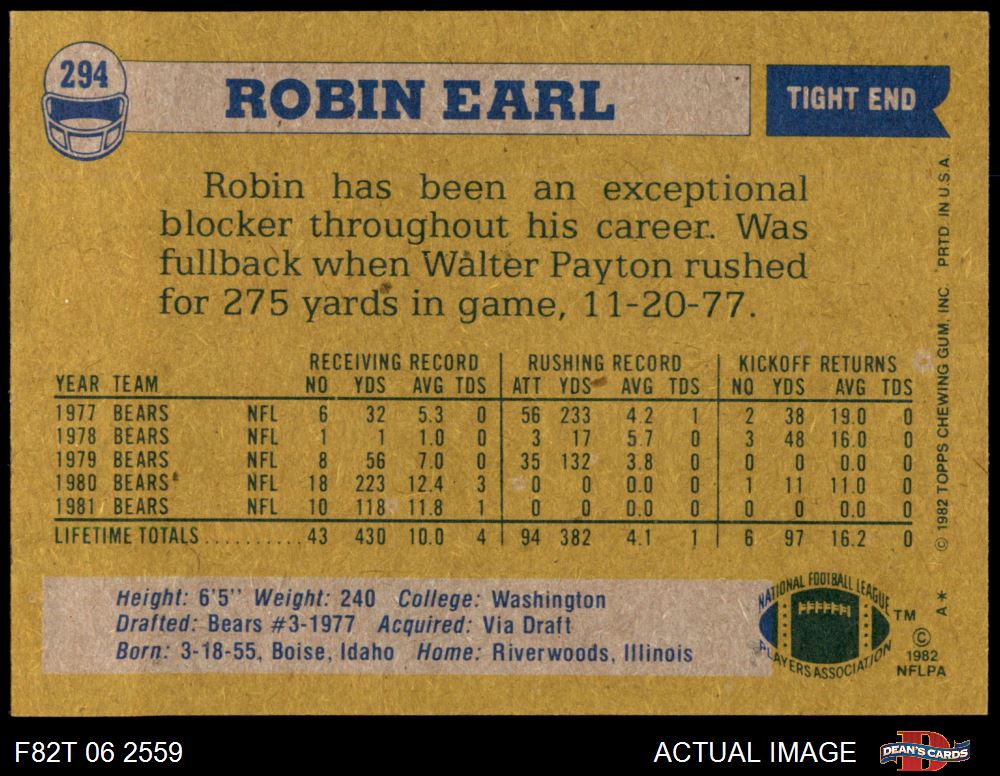 294
ROBIN EARL
TIGHT END
Robin has been an exceptional
blocker throughout his career. Was
fullback when Walter Payton rushed
for 275 yards in game, 11-20-77.
RECEIVING RECORD RUSHING RECORD KICKOFF RETURNS
YEAR TEAM NO YDS AVG TDS ATT YDS AVG TDS NO YDS AVG TDS
1977 BEARS NFL 6 32 5.3 0 56 233 4.2 1 2 38 19.0 0
1978 BEARS NFL 1 1 1.0 0 3 17 5.7 0 3 48 16.0 0
1979 BEARS NFL 8 56 7.0 0 35 132 3.8 0 0 0 0.0 0
1980 BEARS NFL 18 223 12.4 3 0 0 0.0 0 1 11 11.0 0
1981 BEARS NFL 10 118 11.8 1 0 0 0.0 0 0 0 0.0 0
LIFETIME TOTALS.......... 43 430 10.0 4 94 382 4.1 1 6 97 16.2 0
Height: 6'5" Weight: 240 College: Washington
Drafted: Bears #3-1977 Acquired: Via Draft
Born: 3-18-55, Boise, Idaho Home: Riverwoods, Illinois
NATIONAL FOOTBALL LEAGUE
PLAYERS ASSOCIATION
TM
©
1982
NFLPA
A*
© 1982 TOPPS CHEWING GUM, INC. PRTD. IN U.S.A.
F82T 06 2559
ACTUAL IMAGE
D
DEAN'S CARDS